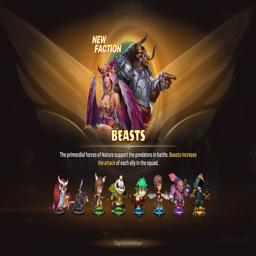 NEW
FACTION
BEASTS
The primordial forces of Nature support the predators in battle. Beasts increase
the attack of each ally in the squad.
Tap to continue